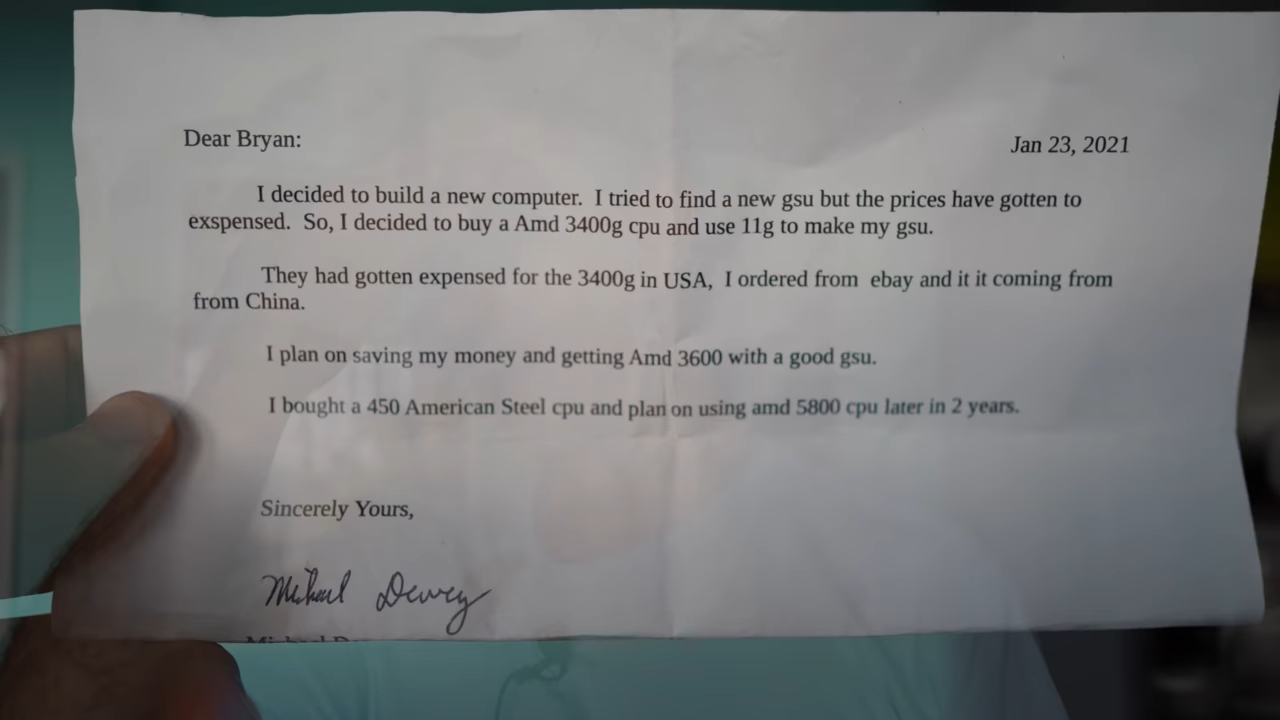 Dear Bryan:
Jan 23, 2021
I decided to build a new computer. I tried to find a new gsu but the prices have gotten to
exspensed. So, I decided to buy a Amd 3400g cpu and use 11g to make my gsu.
They had gotten expensed for the 3400g in USA, I ordered from ebay and it it coming from
from China.
I plan on saving my money and getting Amd 3600 with a good gsu.
I bought a 450 American Steel cpu and plan on using amd 5800 cpu later in 2 years.
Sincerely Yours,
Michael Dewey